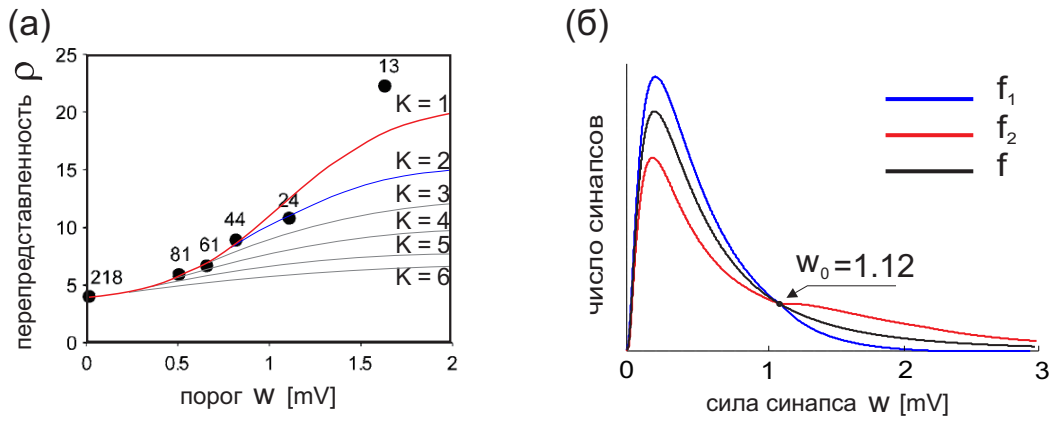 (а)
перепредставленность ρ
25
20
15
10
5
0
0
0.5
1
1.5
2
порог w [mV]
218
81
61
44
24
13
K = 1
K = 2
K = 3
K = 4
K = 5
K = 6
(б)
число синапсов
f1
f2
f
w0 =1.12
0
1
2
3
сила синапса w [mV]